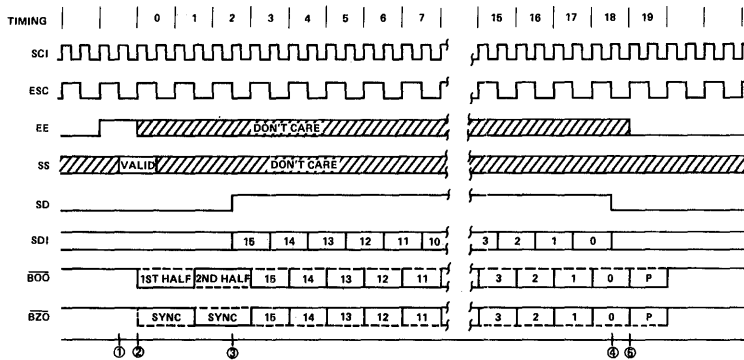 TIMING 0 1 2 3 4 5 6 7 15 16 17 18 19
SCI
ESC
EE DON'T CARE
SS VALID DON'T CARE
SD
SDI 15 14 13 12 11 10 3 2 1 0
BOO 1ST HALF 2ND HALF 15 14 13 12 11 3 2 1 0 P
BZO SYNC SYNC 15 14 13 12 11 3 2 1 0 P
① ② ③ ④ ⑤